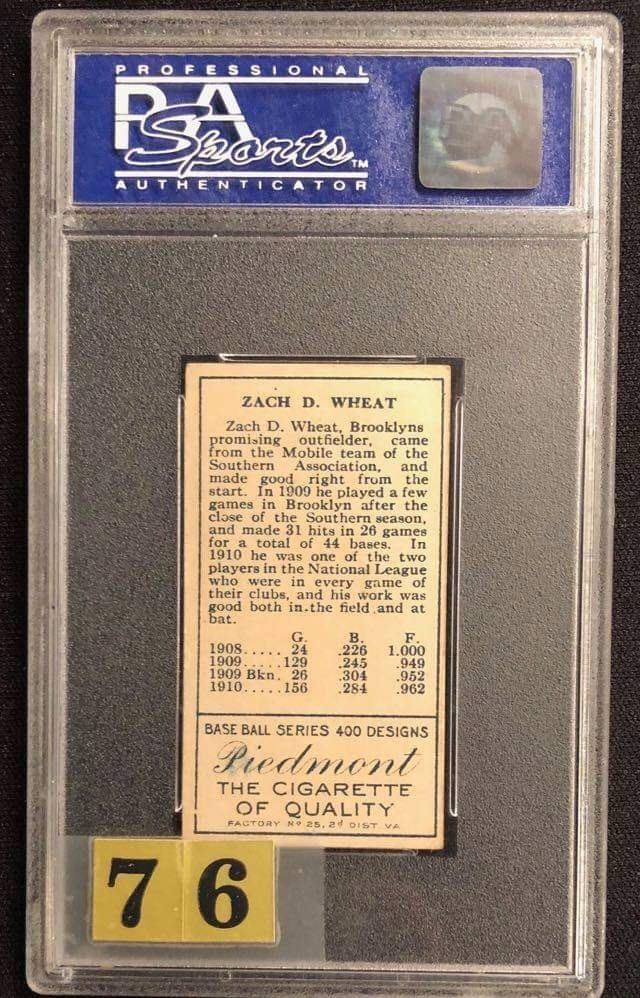 PROFESSIONAL
PSA
Sports™
AUTHENTICATOR
ZACH D. WHEAT
Zach D. Wheat, Brooklyns
promising outfielder, came
from the Mobile team of the
Southern Association, and
made good right from the
start. In 1909 he played a few
games in Brooklyn after the
close of the Southern season,
and made 31 hits in 26 games
for a total of 44 bases. In
1910 he was one of the two
players in the National League
who were in every game of
their clubs, and his work was
good both in the field and at
bat.
G. B. F.
1908..... 24 .226 1.000
1909.....129 .245 .949
1909 Bkn. 26 .304 .952
1910.....156 .284 .962
BASE BALL SERIES 400 DESIGNS
Piedmont
THE CIGARETTE
OF QUALITY
FACTORY Nº 25, 2d DIST. VA.
76